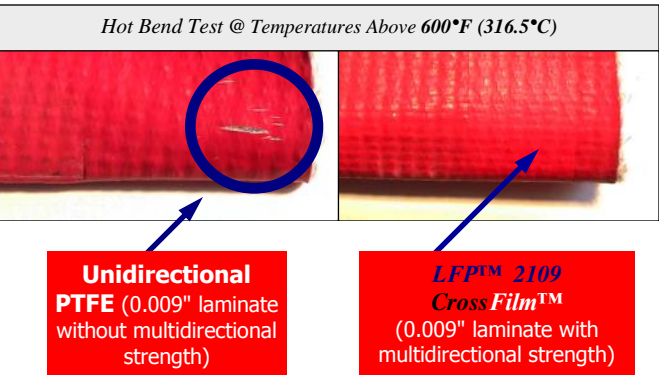 Hot Bend Test @ Temperatures Above 600°F (316.5°C)
Unidirectional
PTFE (0.009" laminate
without multidirectional
strength)
LFP™ 2109
CrossFilm™
(0.009" laminate with
multidirectional strength)